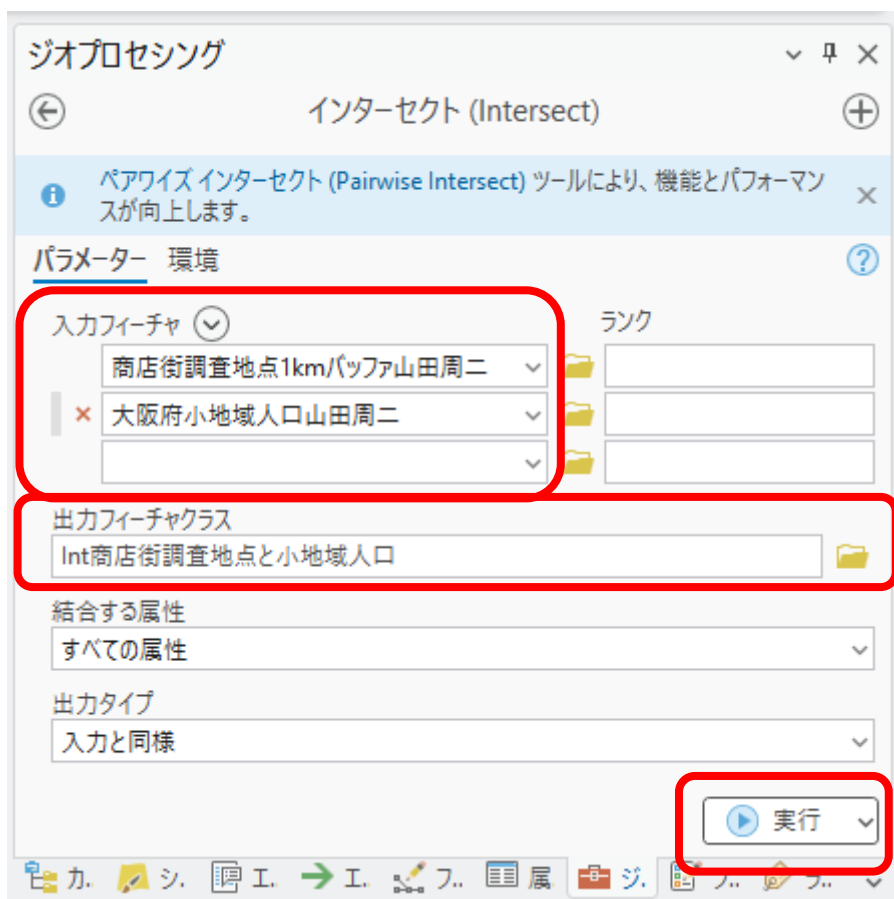 ジオプロセシング
インターセクト (Intersect)
ペアワイズ インターセクト (Pairwise Intersect) ツールにより、機能とパフォーマン
スが向上します。
パラメーター 環境
入力フィーチャ ランク
商店街調査地点1kmバッファ山田周二
大阪府小地域人口山田周二
出力フィーチャクラス
Int商店街調査地点と小地域人口
結合する属性
すべての属性
出力タイプ
入力と同様
実行
カ. シ. エ. エ. フ.. 属 ジ. フ.. ラ..